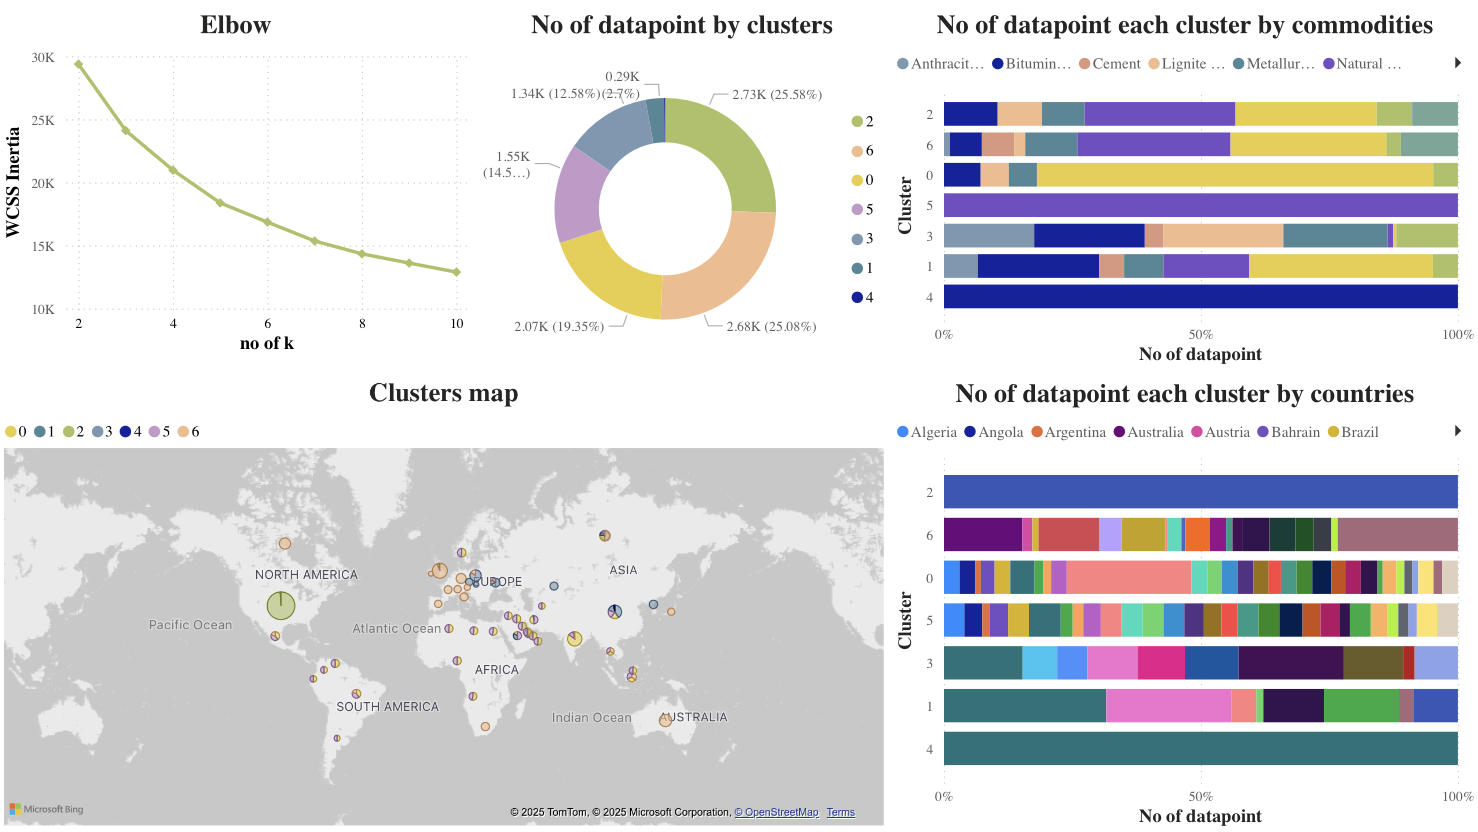 Elbow
30K
25K
20K
15K
10K
WCSS Inertia
2
4
6
8
10
no of k
No of datapoint by clusters
0.29K
(2.7%)
1.34K (12.58%)
2.73K (25.58%)
1.55K
(14.5…)
2.07K (19.35%)
2.68K (25.08%)
2
6
0
5
3
1
4
No of datapoint each cluster by commodities
Anthracit… Bitumin… Cement Lignite … Metallur… Natural …
Cluster
2
6
0
5
3
1
4
0% 50% 100%
No of datapoint
Clusters map
0 1 2 3 4 5 6
NORTH AMERICA
EUROPE
ASIA
Pacific Ocean
Atlantic Ocean
AFRICA
SOUTH AMERICA
Indian Ocean
AUSTRALIA
Microsoft Bing
© 2025 TomTom, © 2025 Microsoft Corporation, © OpenStreetMap Terms
No of datapoint each cluster by countries
Algeria Angola Argentina Australia Austria Bahrain Brazil
Cluster
2
6
0
5
3
1
4
0% 50% 100%
No of datapoint